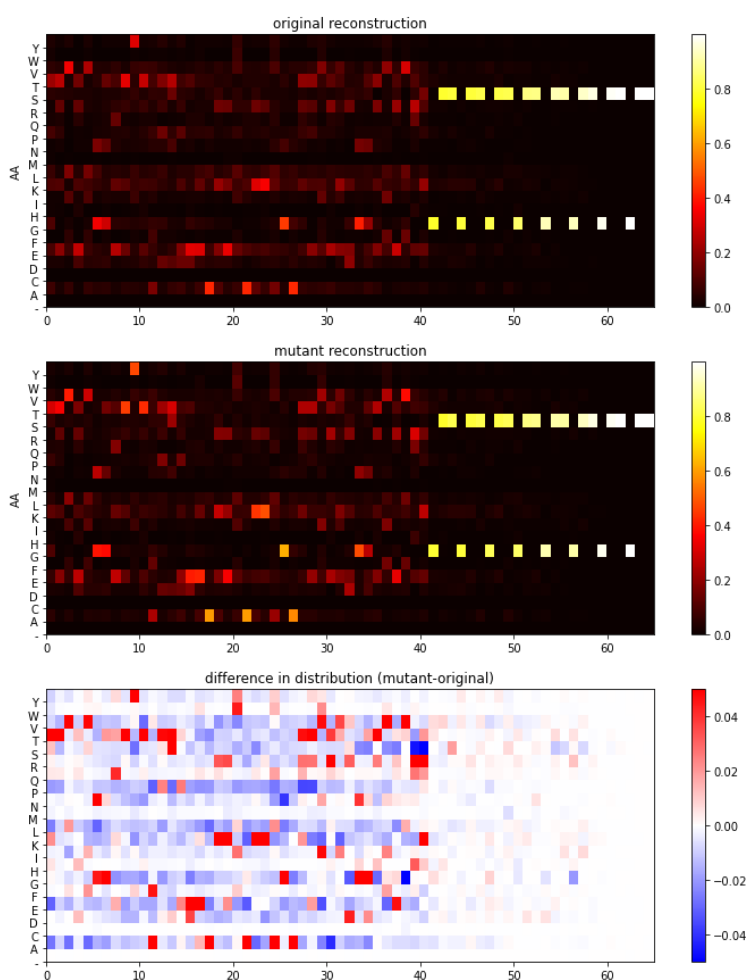 original reconstruction
Y
W
V
T
S
R
Q
P
N
M
L
K
I
H
G
F
E
D
C
A
-
AA
0 10 20 30 40 50 60
0.8
0.6
0.4
0.2
0.0
mutant reconstruction
Y
W
V
T
S
R
Q
P
N
M
L
K
I
H
G
F
E
D
C
A
-
AA
0 10 20 30 40 50 60
0.8
0.6
0.4
0.2
0.0
difference in distribution (mutant-original)
Y
W
V
T
S
R
Q
P
N
M
L
K
I
H
G
F
E
D
C
A
-
0 10 20 30 40 50 60
0.04
0.02
0.00
−0.02
−0.04